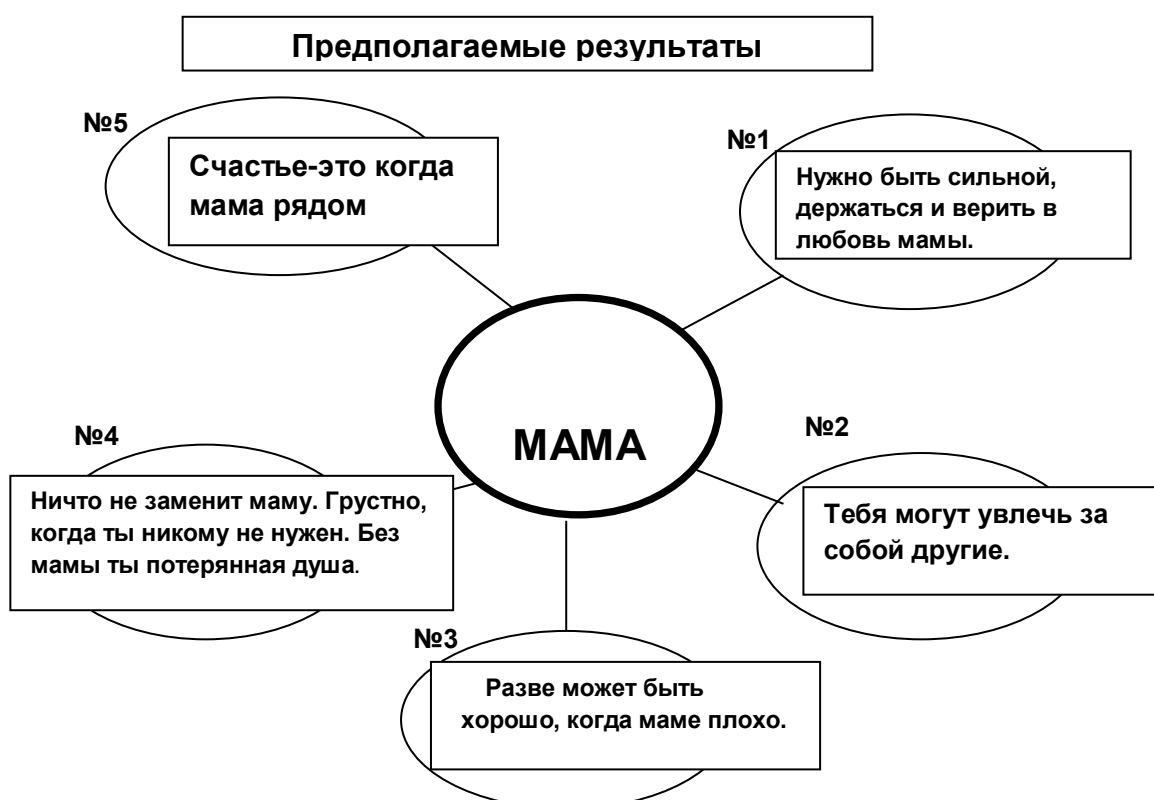 Предполагаемые результаты
№5
Счастье-это когда
мама рядом
№1
Нужно быть сильной,
держаться и верить в
любовь мамы.
МАМА
№2
Тебя могут увлечь за
собой другие.
№4
Ничто не заменит маму. Грустно,
когда ты никому не нужен. Без
мамы ты потерянная душа.
№3
Разве может быть
хорошо, когда маме плохо.